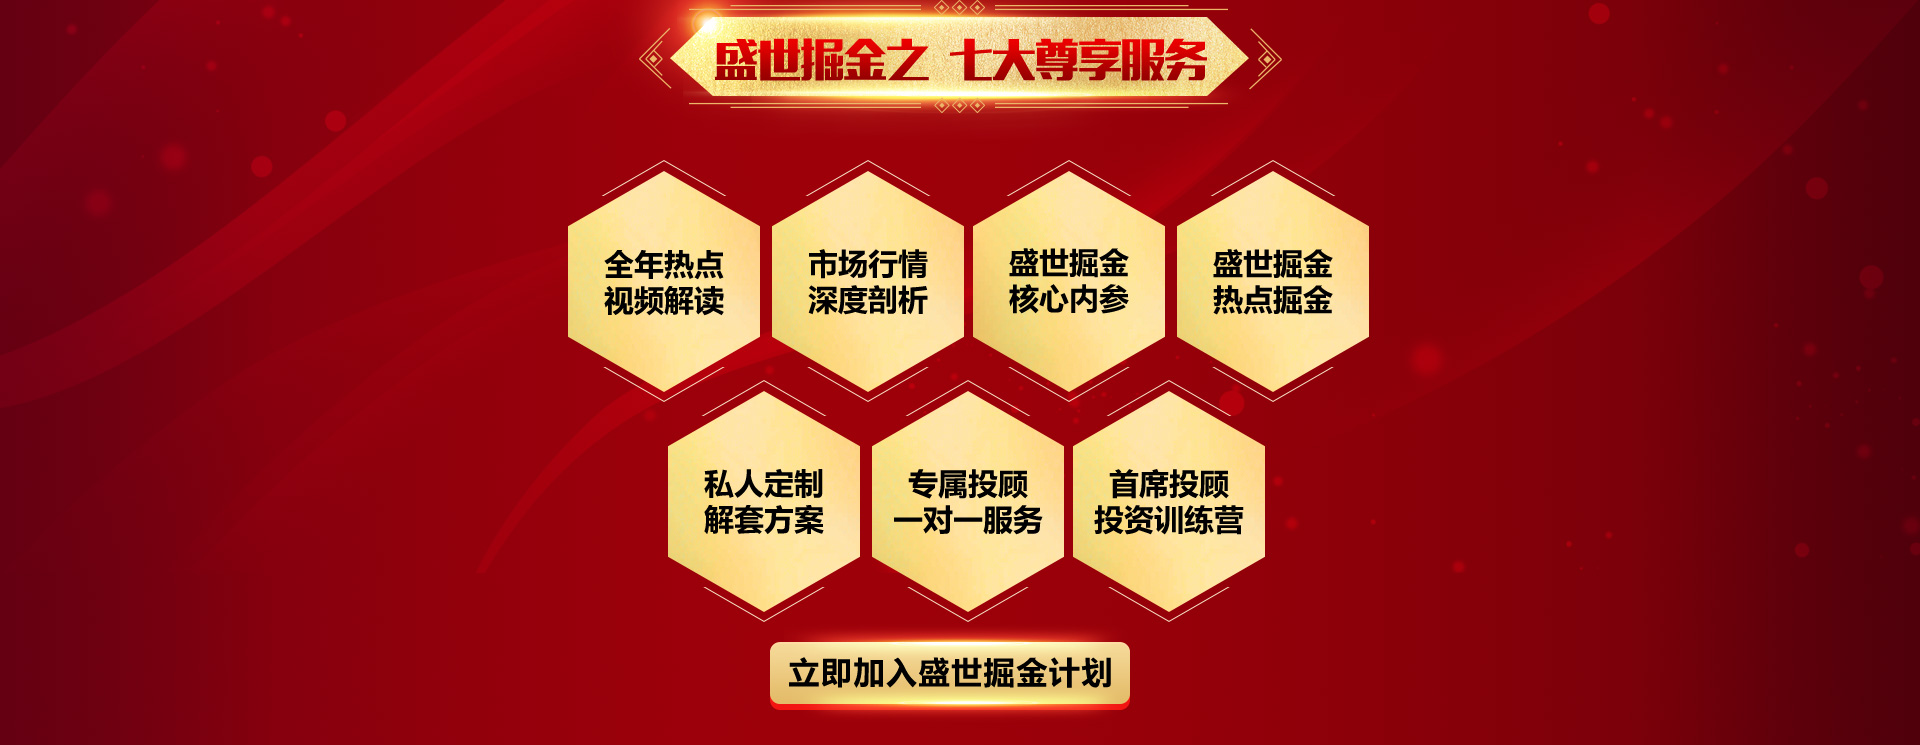 盛世掘金之 七大尊享服务
全年热点
视频解读
市场行情
深度剖析
盛世掘金
核心内参
盛世掘金
热点掘金
私人定制
解套方案
专属投顾
一对一服务
首席投顾
投资训练营
立即加入盛世掘金计划